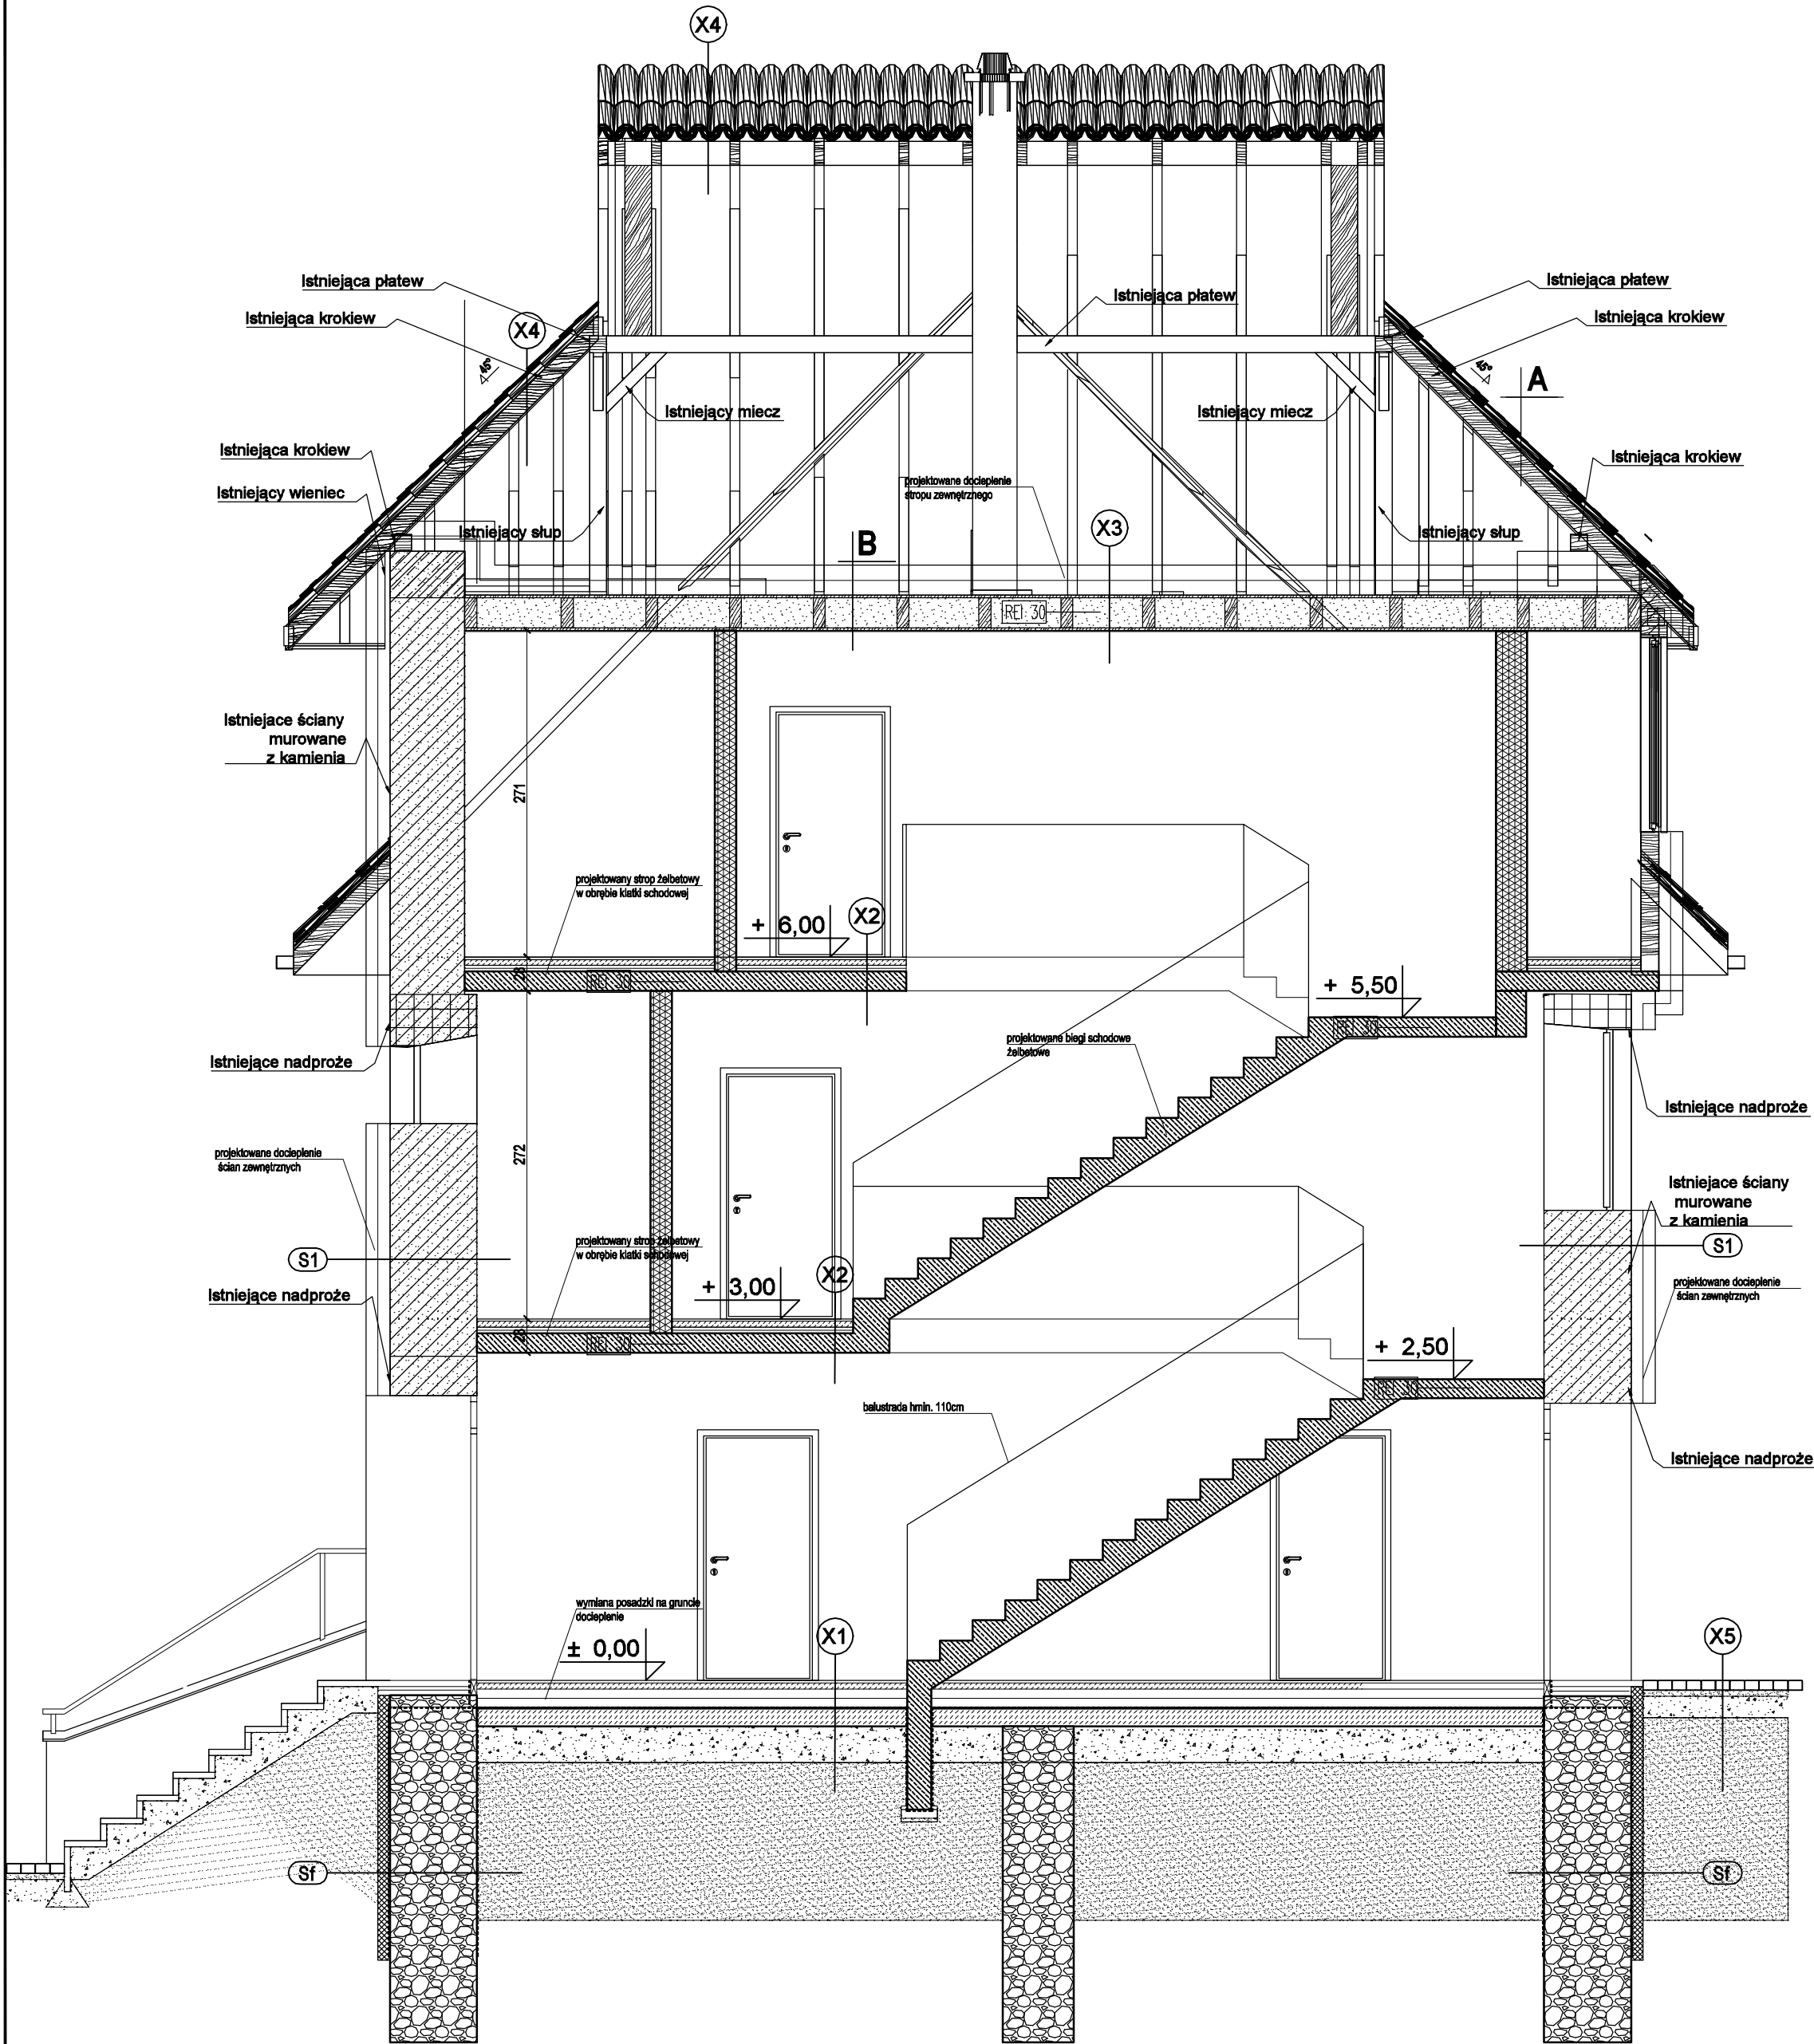 X4
Istniejąca płatew
Istniejąca płatew
Istniejąca płatew
Istniejąca krokiew
X4
Istniejąca krokiew
45°
45°
A
Istniejący miecz
Istniejący miecz
Istniejąca krokiew
Istniejąca krokiew
Istniejący wieniec
projektowane docieplenie
stropu zewnętrznego
Istniejący słup
X3
Istniejący słup
B
REI 30
Istniejace ściany
murowane
z kamienia
271
projektowany strop żelbetowy
w obrębie klatki schodowej
+ 6,00
X2
28
REI 30
+ 5,50
REI 30
projektowane biegi schodowe
żelbetowe
Istniejące nadproże
Istniejące nadproże
272
projektowane docieplenie
ścian zewnętrznych
Istniejace ściany
murowane
z kamienia
projektowany strop żelbetowy
w obrębie klatki schodowej
S1
S1
X2
+ 3,00
projektowane docieplenie
ścian zewnętrznych
Istniejące nadproże
28
REI 30
+ 2,50
REI 30
balustrada hmin. 110cm
Istniejące nadproże
wymiana posadzki na gruncie
docieplenie
± 0,00
X1
X5
Sf
Sf